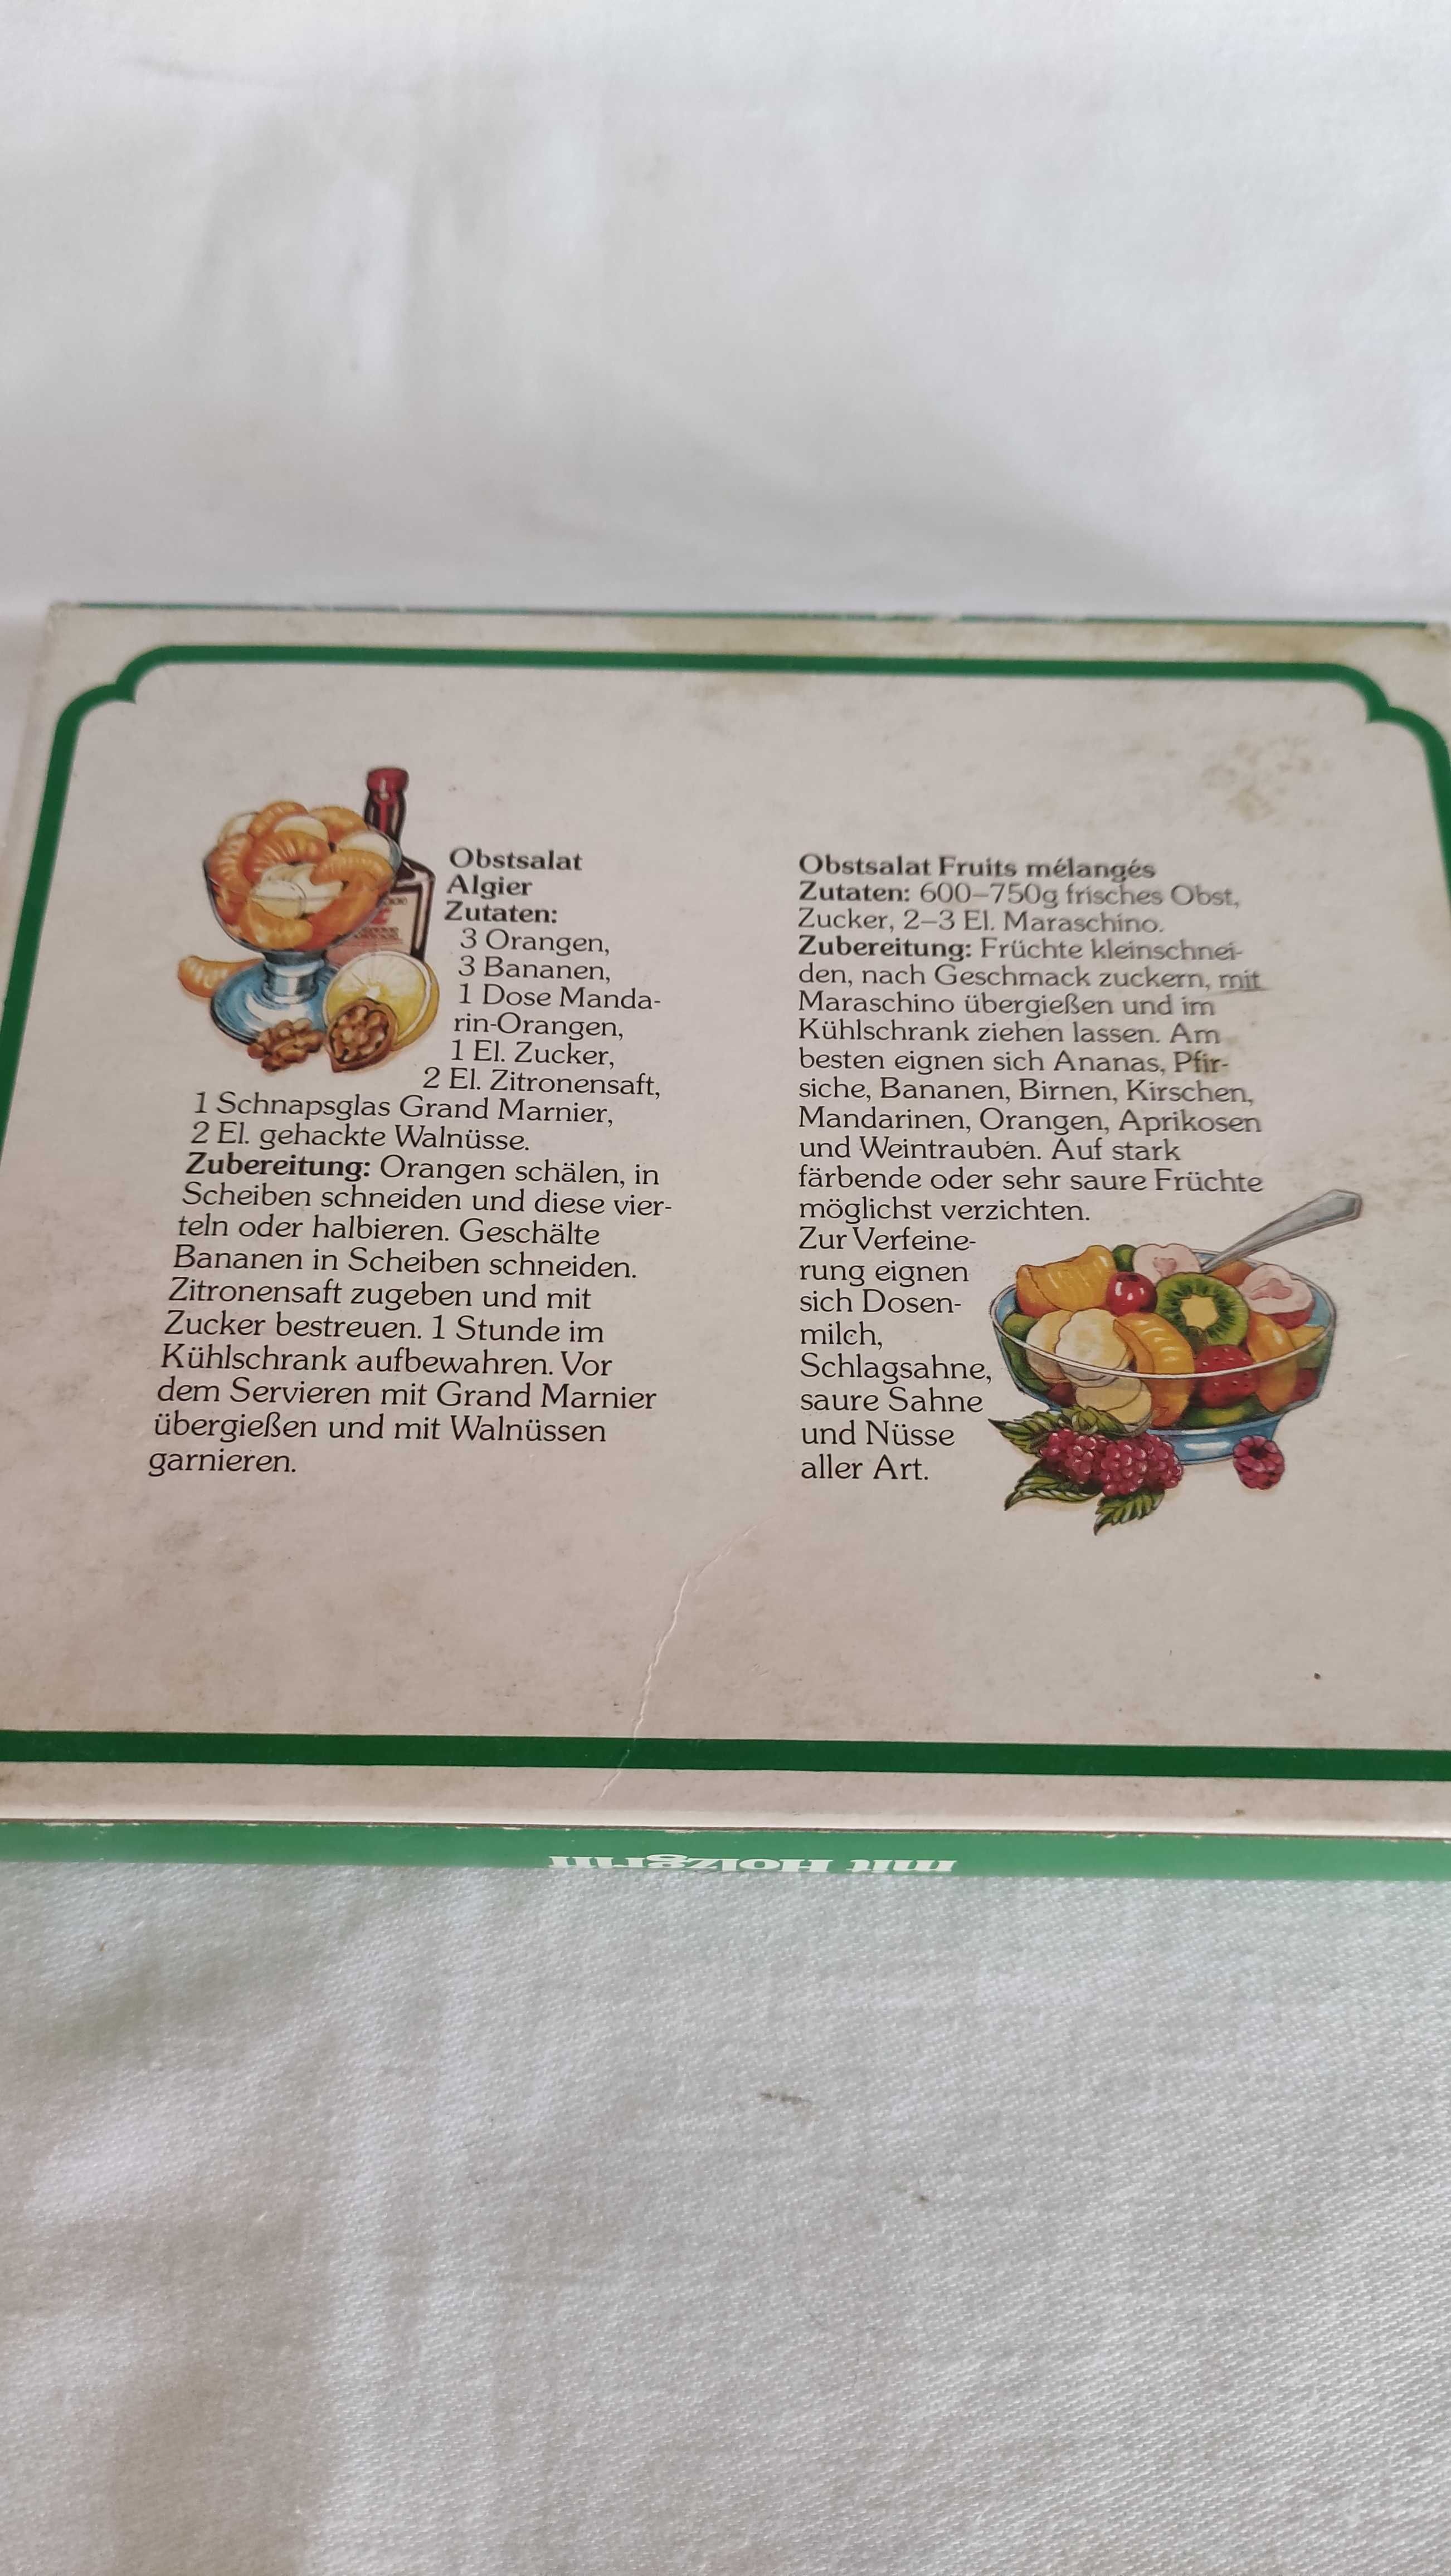 Obstsalat
Algier
Zutaten:
3 Orangen,
3 Bananen,
1 Dose Manda-
rin-Orangen,
1 El. Zucker,
2 El. Zitronensaft,
1 Schnapsglas Grand Marnier,
2 El. gehackte Walnüsse.
Zubereitung: Orangen schälen, in
Scheiben schneiden und diese vier-
teln oder halbieren. Geschälte
Bananen in Scheiben schneiden.
Zitronensaft zugeben und mit
Zucker bestreuen. 1 Stunde im
Kühlschrank aufbewahren. Vor
dem Servieren mit Grand Marnier
übergießen und mit Walnüssen
garnieren.
Obstsalat Fruits mélangés
Zutaten: 600–750g frisches Obst,
Zucker, 2–3 El. Maraschino.
Zubereitung: Früchte kleinschnei-
den, nach Geschmack zuckern, mit
Maraschino übergießen und im
Kühlschrank ziehen lassen. Am
besten eignen sich Ananas, Pfir-
siche, Bananen, Birnen, Kirschen,
Mandarinen, Orangen, Aprikosen
und Weintrauben. Auf stark
färbende oder sehr saure Früchte
möglichst verzichten.
Zur Verfeine-
rung eignen
sich Dosen-
milch,
Schlagsahne,
saure Sahne
und Nüsse
aller Art.
mit Holzgriff